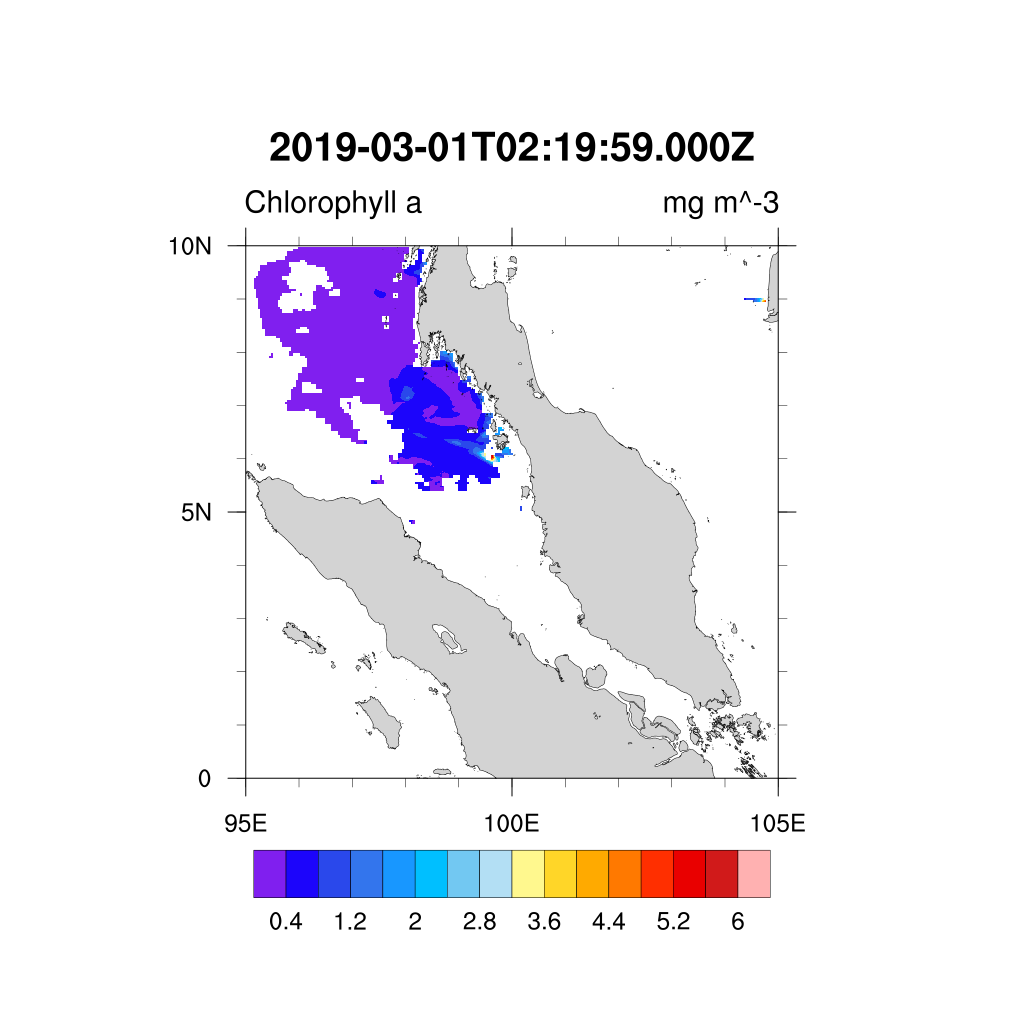 2019-03-01T02:19:59.000Z
Chlorophyll a mg m^-3
10N
5N
0
95E 100E 105E
0.4 1.2 2 2.8 3.6 4.4 5.2 6